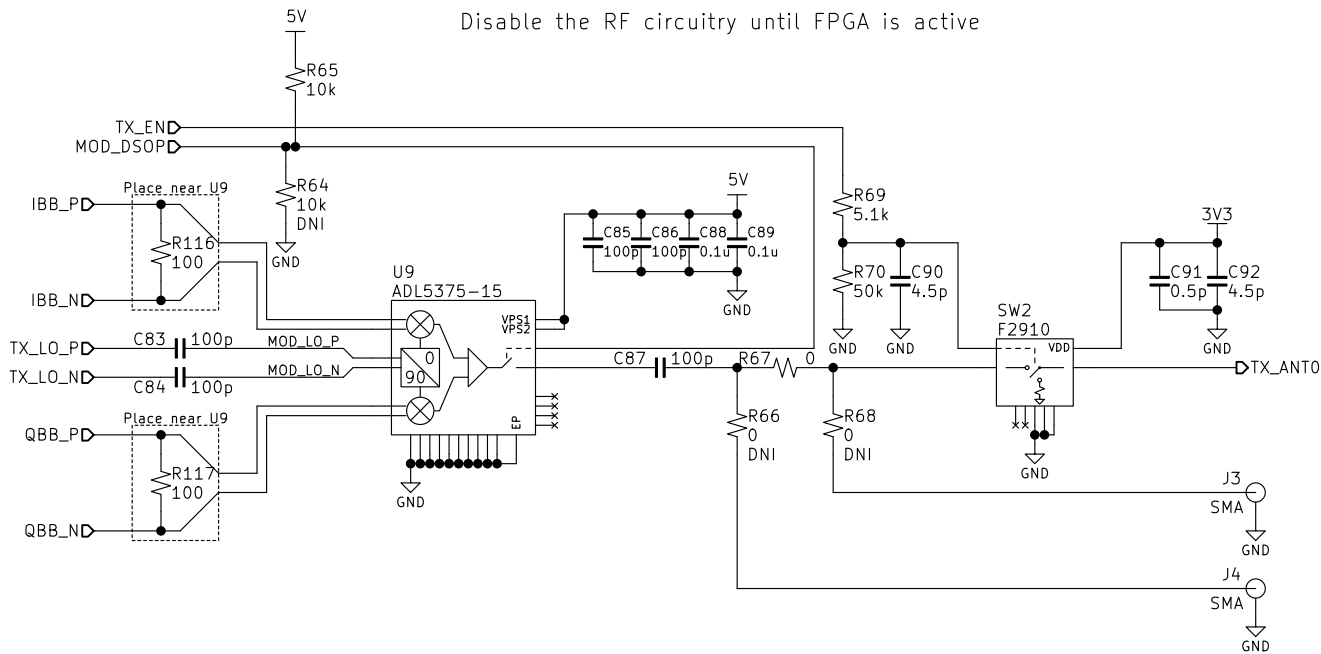 Disable the RF circuitry until FPGA is active
5V
R65
10k
TX_EN
MOD_DSOP
Place near U9
R64
10k
DNI
GND
IBB_P
R116
100
IBB_N
5V
C85
100p
C86
100p
C88
0.1u
C89
0.1u
GND
R69
5.1k
R70
50k
GND
C90
4.5p
GND
3V3
C91
0.5p
C92
4.5p
GND
U9
ADL5375-15
VPS1
VPS2
0
90
EP
GND
TX_LO_P
C83
100p
MOD_LO_P
TX_LO_N
C84
100p
MOD_LO_N
C87
100p
R67
0
SW2
F2910
VDD
GND
TX_ANT0
Place near U9
QBB_P
R117
100
QBB_N
R66
0
DNI
R68
0
DNI
J3
SMA
GND
J4
SMA
GND